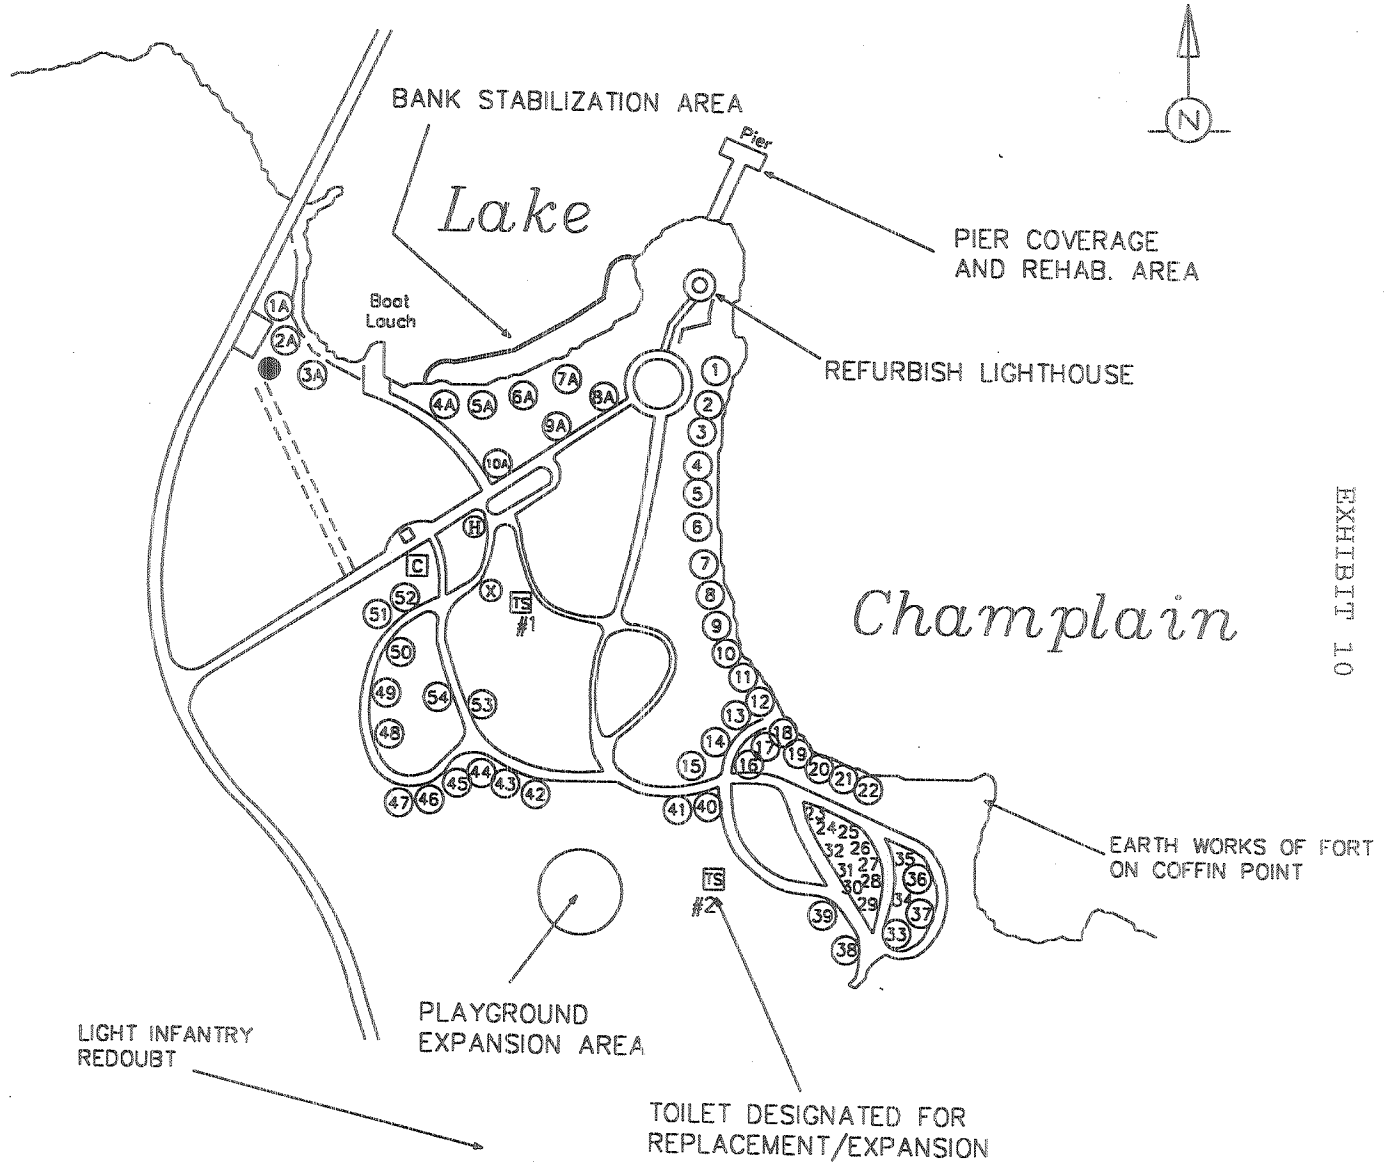 BANK STABILIZATION AREA
N
Pier
Lake
PIER COVERAGE
AND REHAB. AREA
Boat
Louch
REFURBISH LIGHTHOUSE
1A
2A
3A
4A
5A
6A
7A
8A
9A
10A
1
2
3
4
5
6
7
8
9
10
11
12
13
14
15
16
17
18
19
20
21
22
H
C
X
TS
#1
Champlain
EXHIBIT 10
52
51
50
49
48
54
53
47
46
45
44
43
42
41
40
23
24
25
26
27
28
29
30
31
32
33
34
35
36
37
38
39
TS
#2
EARTH WORKS OF FORT
ON COFFIN POINT
PLAYGROUND
EXPANSION AREA
LIGHT INFANTRY
REDOUBT
TOILET DESIGNATED FOR
REPLACEMENT/EXPANSION